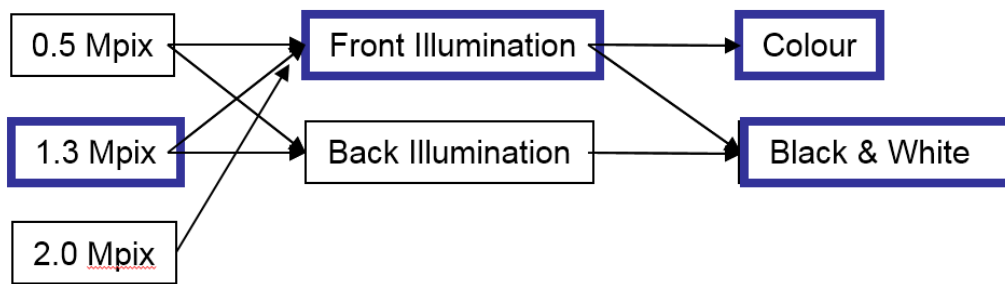 0.5 Mpix
Front Illumination
Colour
1.3 Mpix
Back Illumination
Black & White
2.0 Mpix